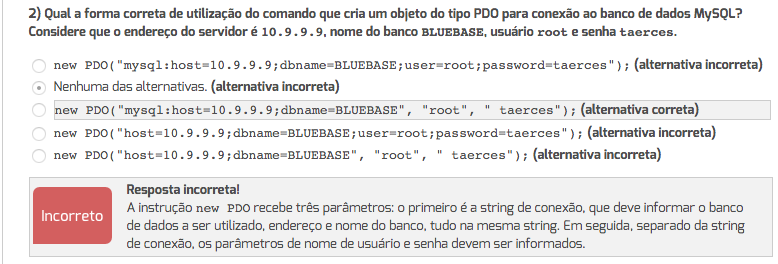 2) Qual a forma correta de utilização do comando que cria um objeto do tipo PDO para conexão ao banco de dados MySQL?
Considere que o endereço do servidor é 10.9.9.9, nome do banco BLUEBASE, usuário root e senha taerces.
new PDO("mysql:host=10.9.9.9;dbname=BLUEBASE;user=root;password=taerces"); (alternativa incorreta)
Nenhuma das alternativas. (alternativa incorreta)
new PDO("mysql:host=10.9.9.9;dbname=BLUEBASE", "root", " taerces"); (alternativa correta)
new PDO("host=10.9.9.9;dbname=BLUEBASE;user=root;password=taerces"); (alternativa incorreta)
new PDO("host=10.9.9.9;dbname=BLUEBASE", "root", " taerces"); (alternativa incorreta)
Resposta incorreta!
Incorreto
A instrução new PDO recebe três parâmetros: o primeiro é a string de conexão, que deve informar o banco
de dados a ser utilizado, endereço e nome do banco, tudo na mesma string. Em seguida, separado da string
de conexão, os parâmetros de nome de usuário e senha devem ser informados.